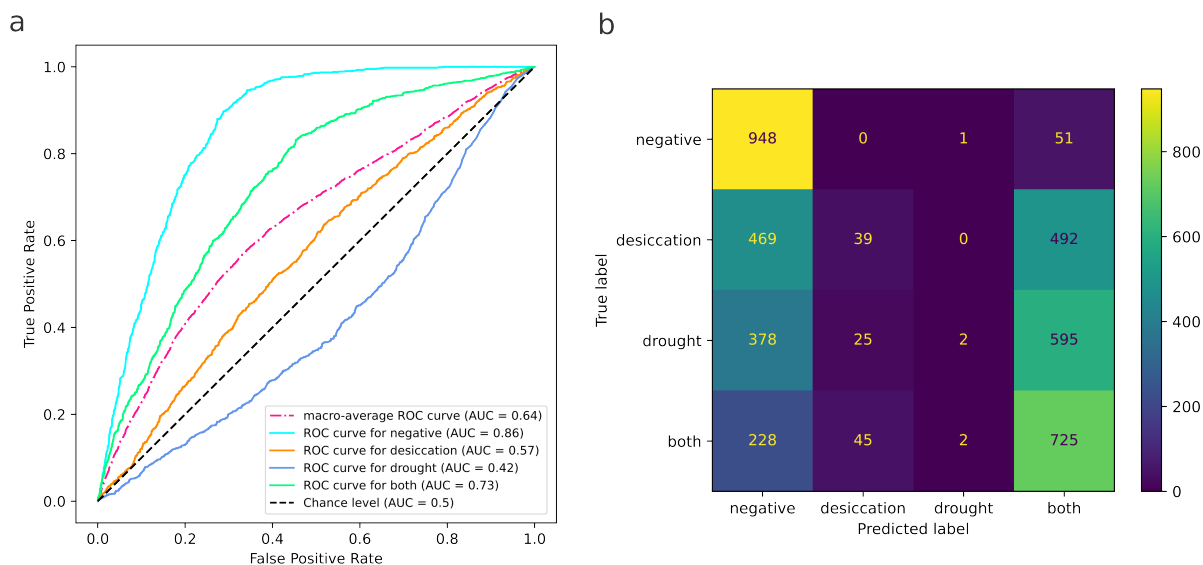 a
1.0
0.8
0.6
0.4
0.2
0.0
True Positive Rate
macro-average ROC curve (AUC = 0.64)
ROC curve for negative (AUC = 0.86)
ROC curve for desiccation (AUC = 0.57)
ROC curve for drought (AUC = 0.42)
ROC curve for both (AUC = 0.73)
Chance level (AUC = 0.5)
0.0 0.2 0.4 0.6 0.8 1.0
False Positive Rate
b
True label
negative 948 0 1 51
desiccation 469 39 0 492
drought 378 25 2 595
both 228 45 2 725
negative desiccation drought both
Predicted label
800
600
400
200
0